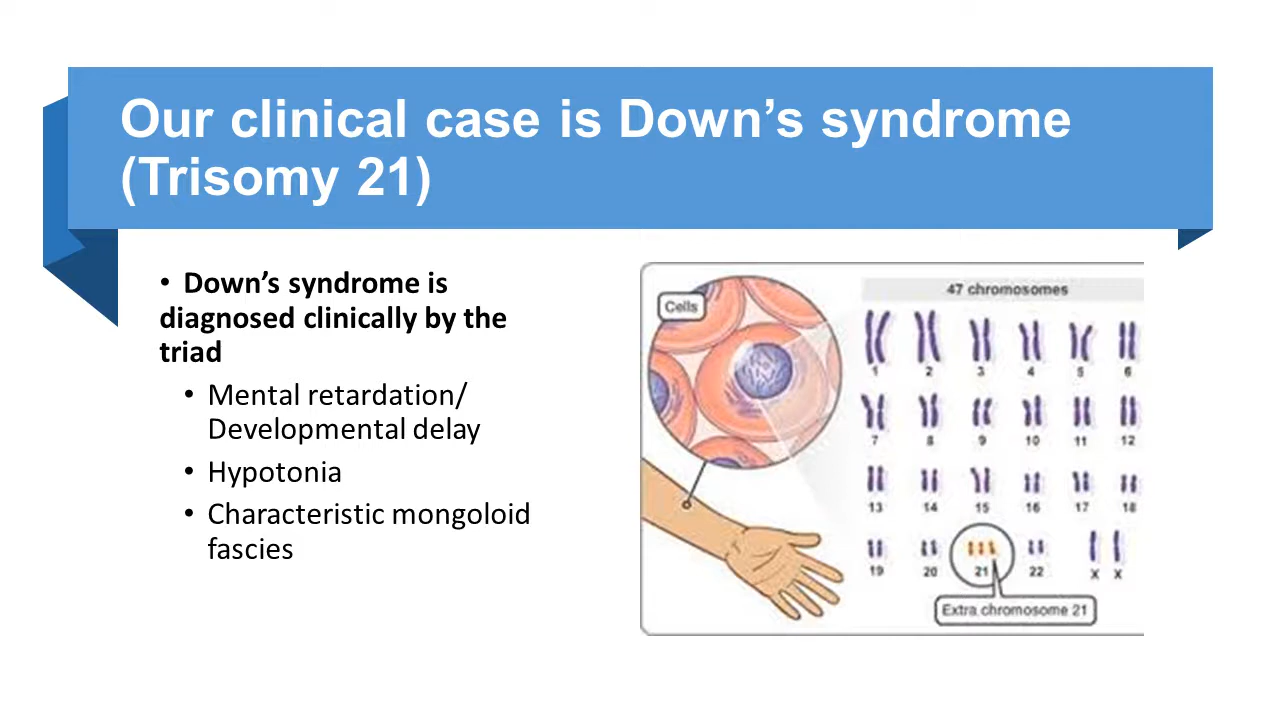 Our clinical case is Down’s syndrome
(Trisomy 21)
• Down’s syndrome is
diagnosed clinically by the
triad
• Mental retardation/
Developmental delay
• Hypotonia
• Characteristic mongoloid
fascies
Cells
47 chromosomes
1 2 3 4 5 6
7 8 9 10 11 12
13 14 15 16 17 18
19 20 21 22 X X
Extra chromosome 21